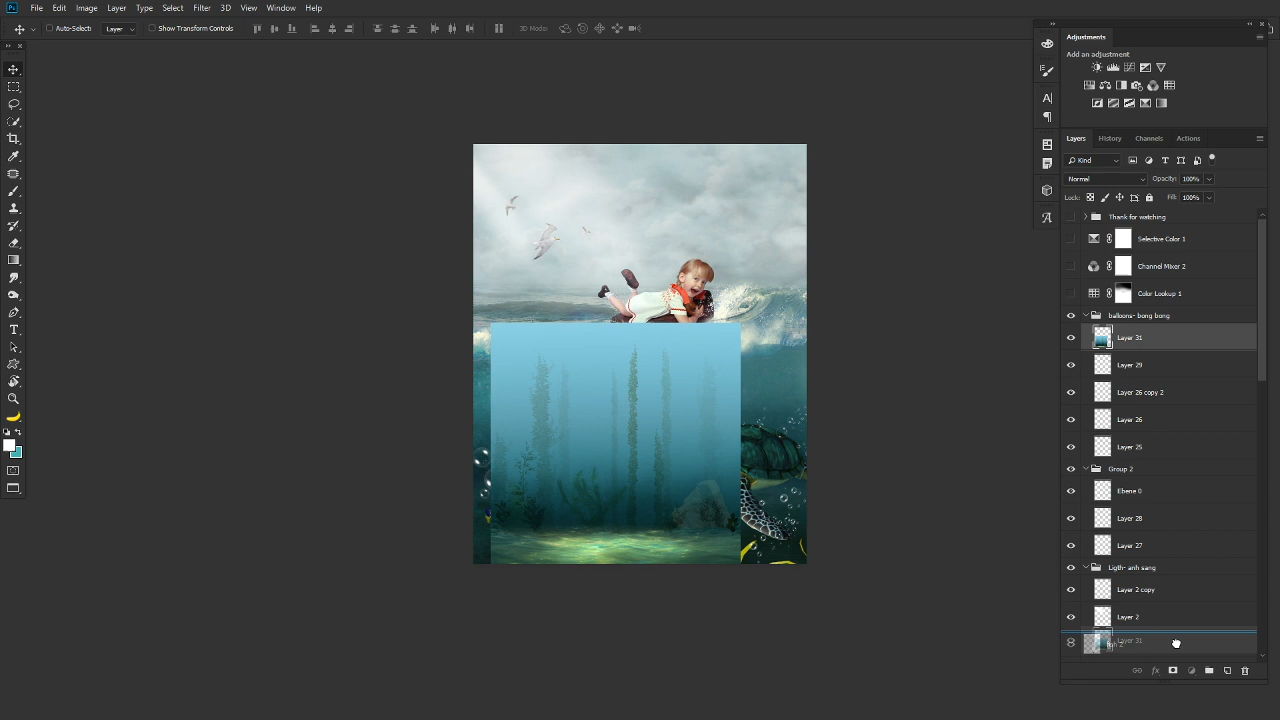 Ps File Edit Image Layer Type Select Filter 3D View Window Help
Auto-Select: Layer Show Transform Controls 3D Mode:
Adjustments
Add an adjustment
Layers History Channels Actions
Kind
Normal Opacity: 100%
Lock: Fill: 100%
Thank for watching
Selective Color 1
Channel Mixer 2
Color Lookup 1
balloons- bong bong
Layer 31
Layer 29
Layer 26 copy 2
Layer 26
Layer 25
Group 2
Ebene 0
Layer 28
Layer 27
Ligth- anh sang
Layer 2 copy
Layer 2
Layer 31
fx